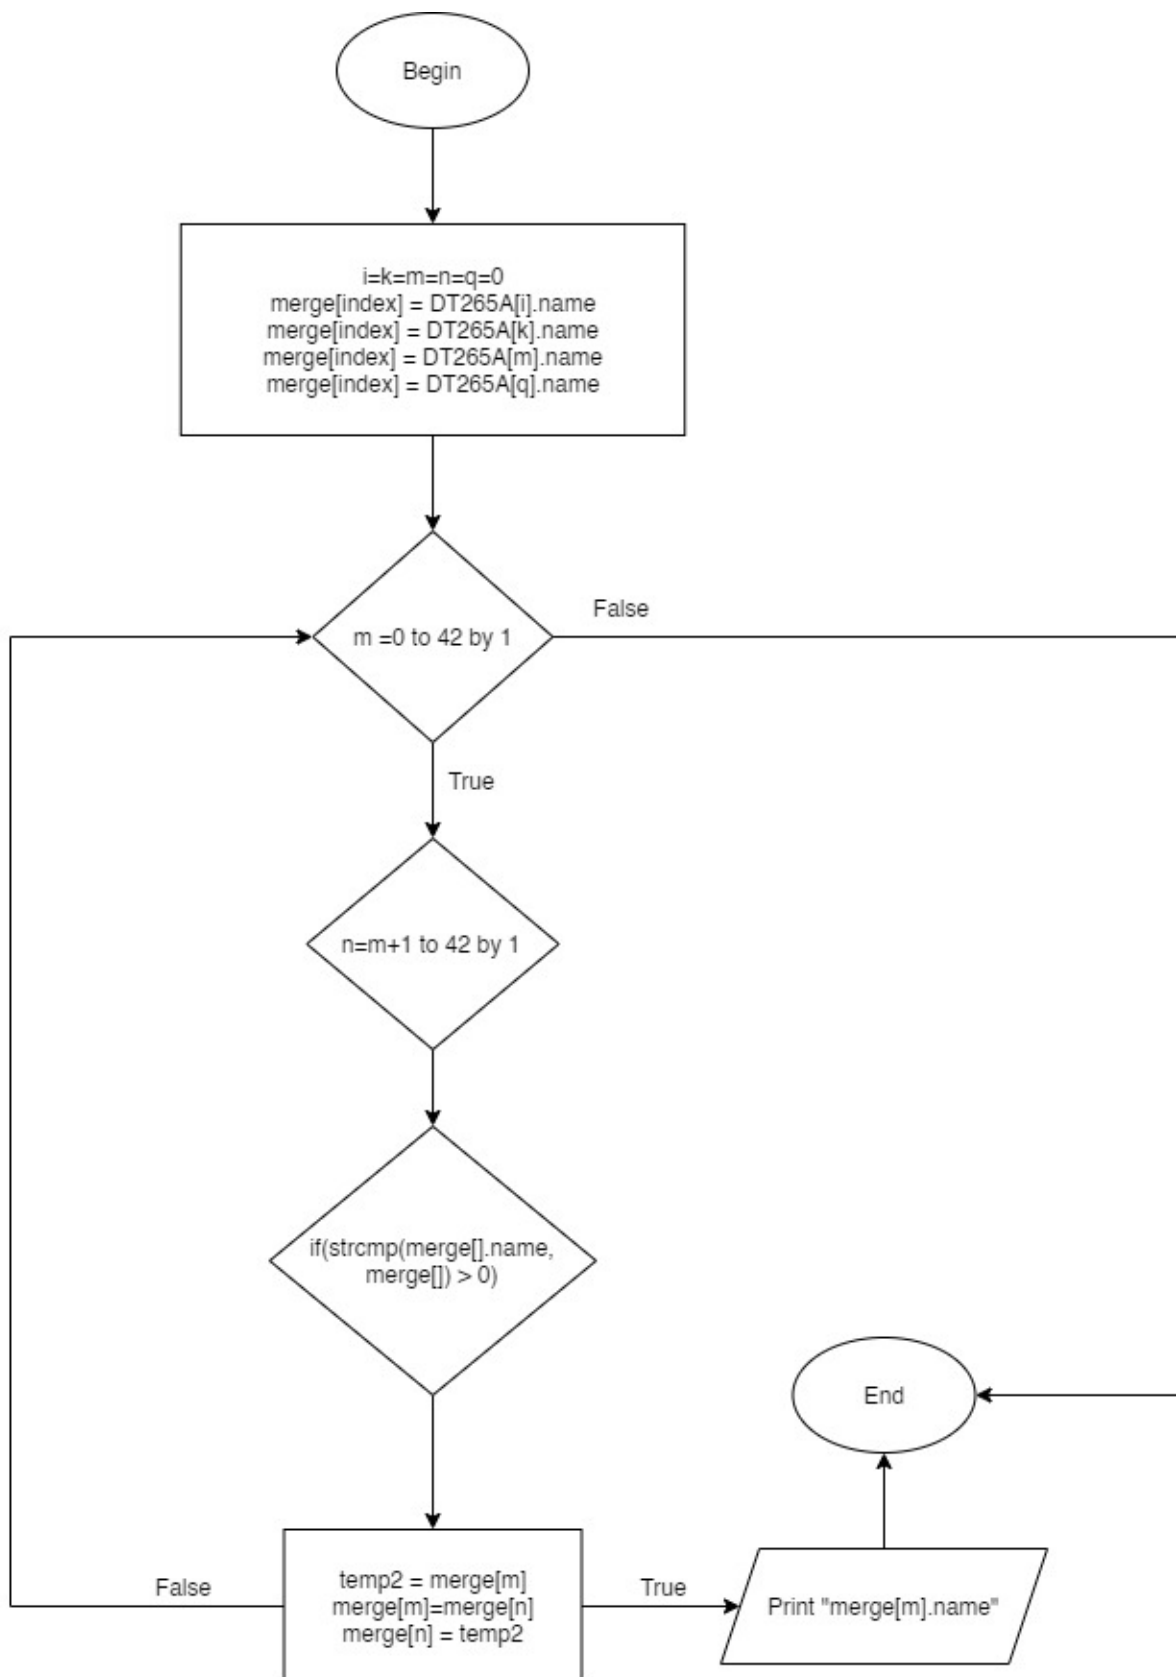 Begin
i=k=m=n=q=0
merge[index] = DT265A[i].name
merge[index] = DT265A[k].name
merge[index] = DT265A[m].name
merge[index] = DT265A[q].name
m =0 to 42 by 1
False
True
n=m+1 to 42 by 1
if(strcmp(merge[].name,
merge[]) > 0)
End
False
temp2 = merge[m]
merge[m]=merge[n]
merge[n] = temp2
True
Print "merge[m].name"